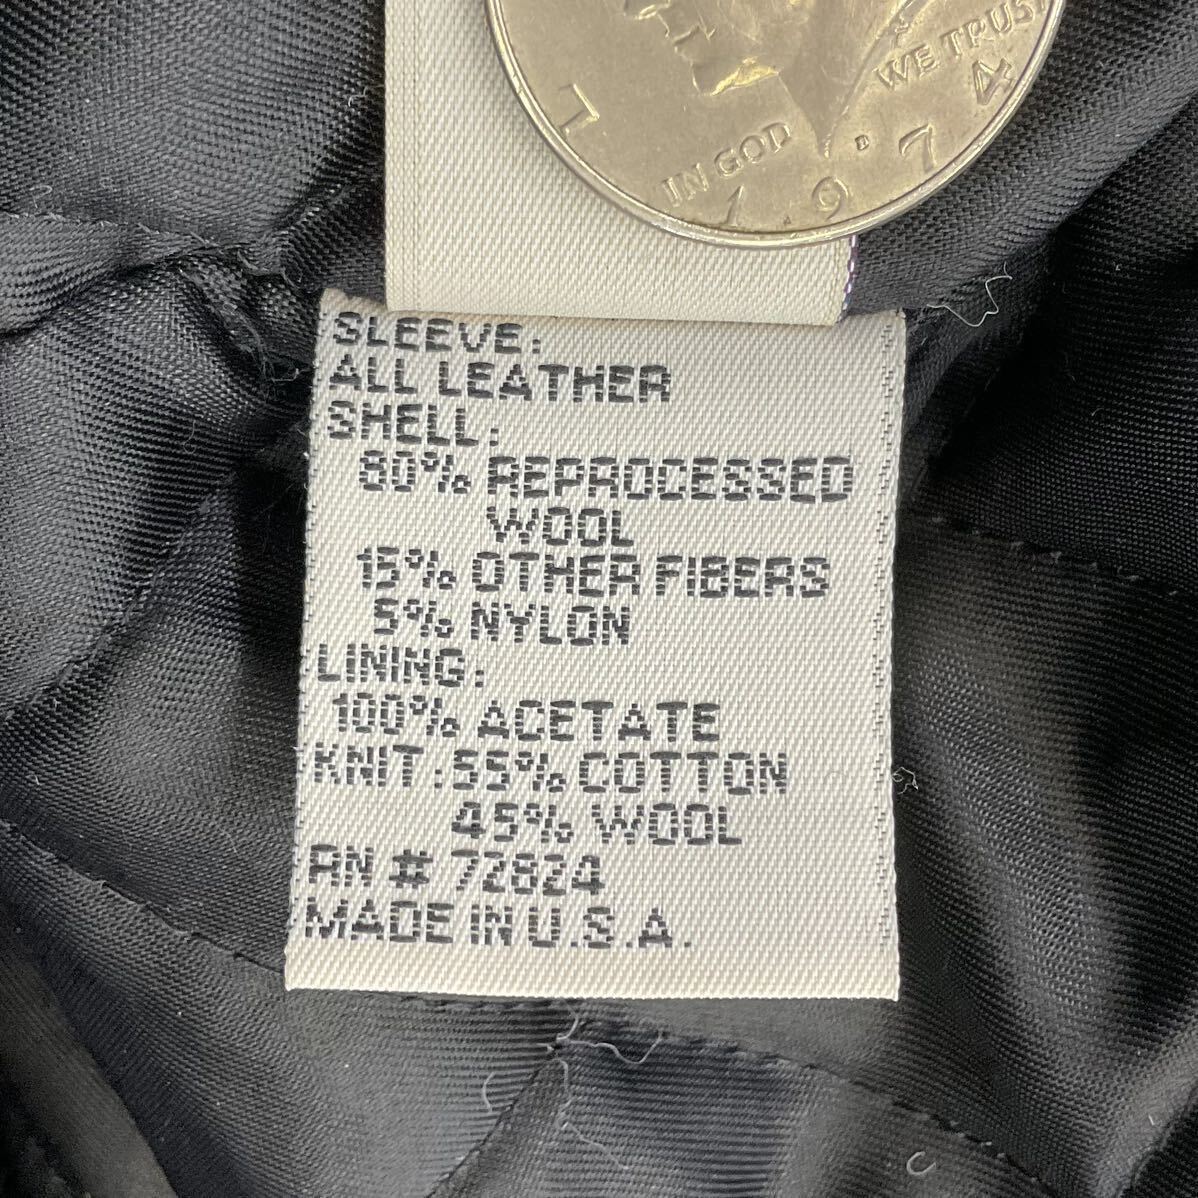 WE TRUST
IN GOD
L
D
1974
SLEEVE:
ALL LEATHER
SHELL:
80% REPROCESSED
WOOL
15% OTHER FIBERS
5% NYLON
LINING:
100% ACETATE
KNIT: 55% COTTON
45% WOOL
RN # 72824
MADE IN U.S.A.